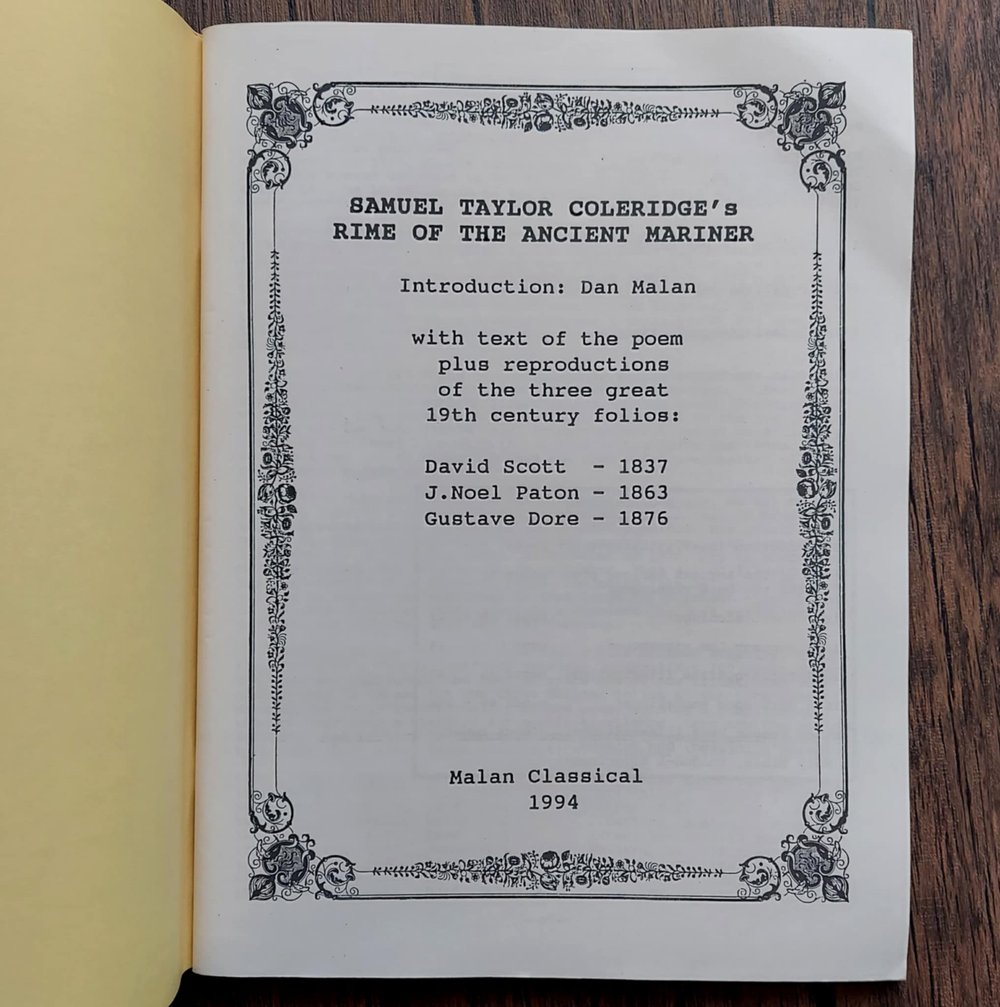 SAMUEL TAYLOR COLERIDGE's
RIME OF THE ANCIENT MARINER
Introduction: Dan Malan
with text of the poem
plus reproductions
of the three great
19th century folios:
David Scott - 1837
J.Noel Paton - 1863
Gustave Dore - 1876
Malan Classical
1994